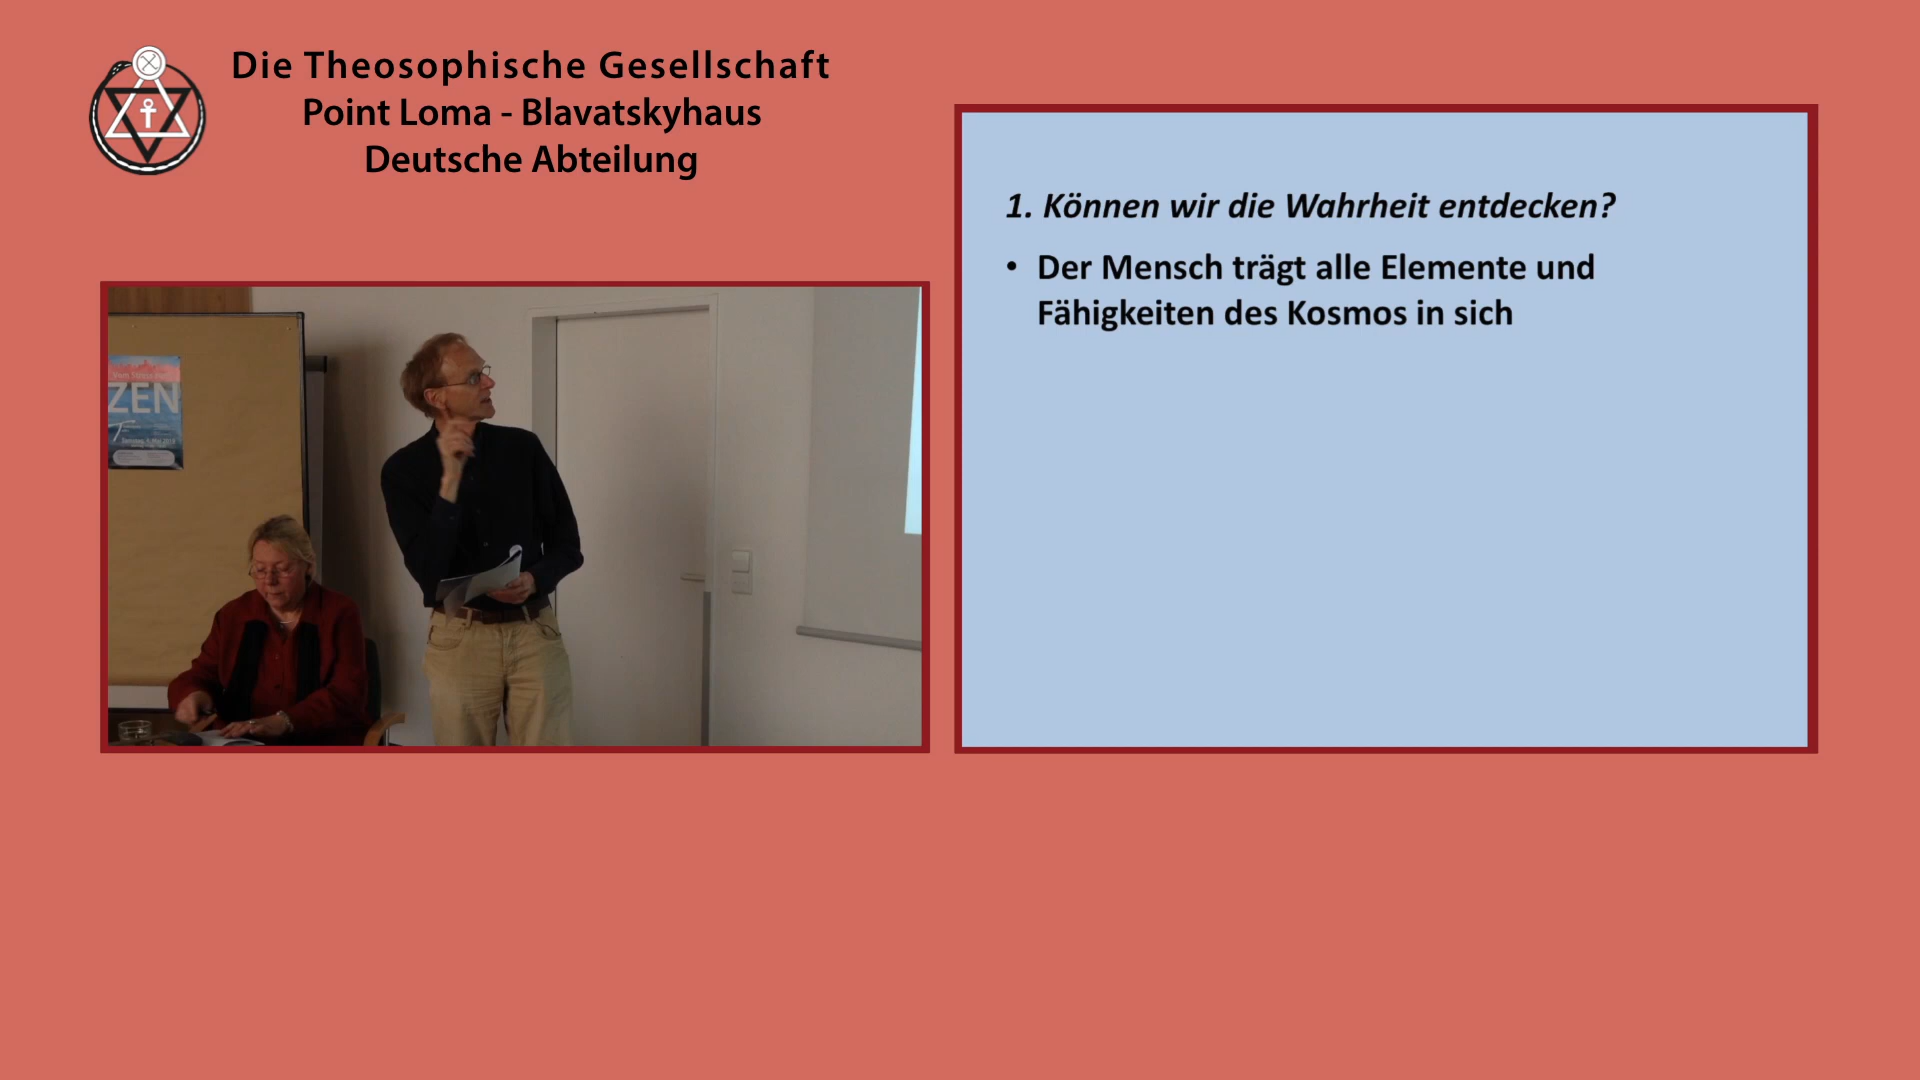 Die Theosophische Gesellschaft
Point Loma - Blavatskyhaus
Deutsche Abteilung
1. Können wir die Wahrheit entdecken?
• Der Mensch trägt alle Elemente und
Fähigkeiten des Kosmos in sich
ZEN